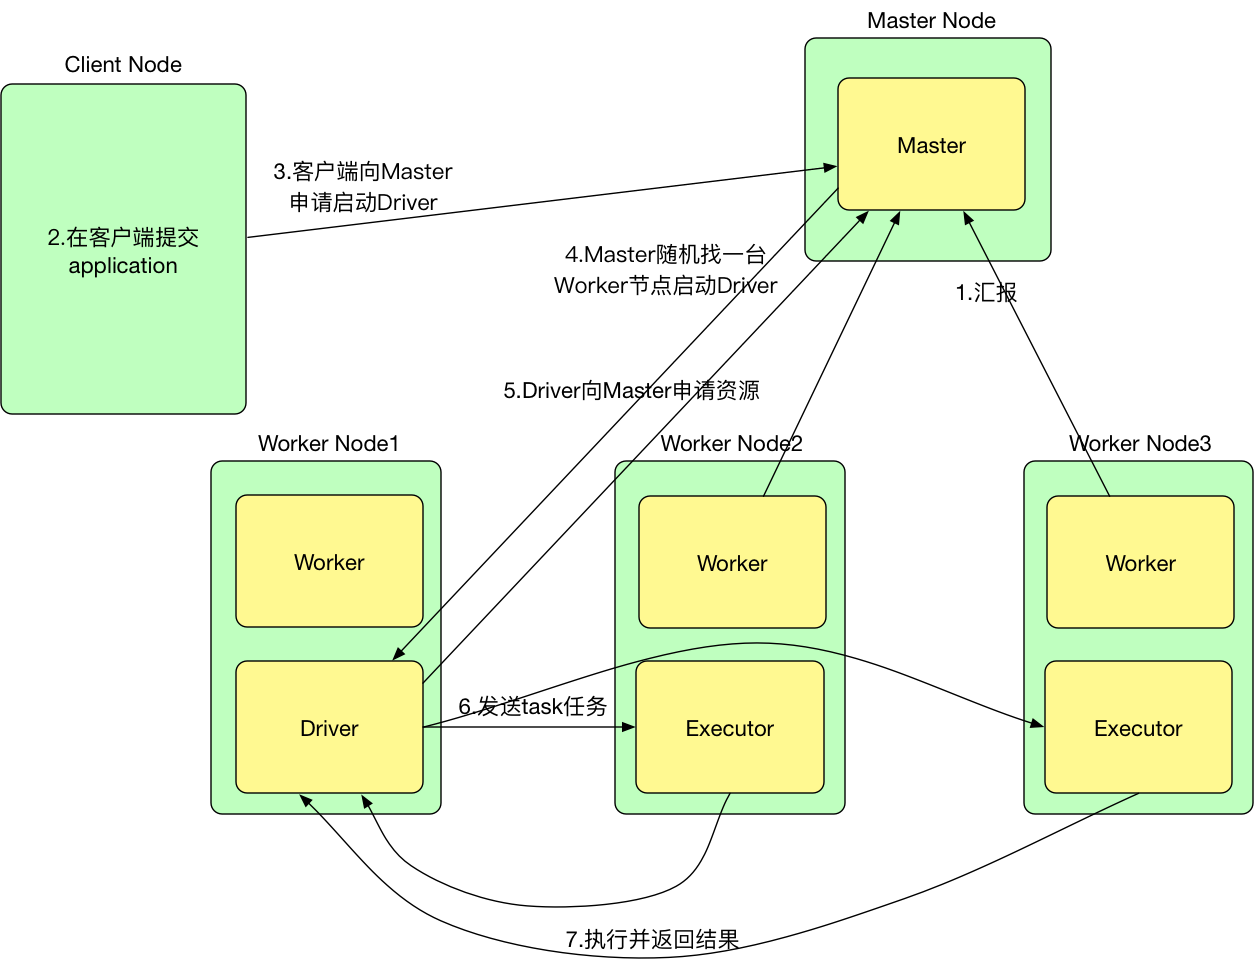 Master Node
Client Node
Master
3.客户端向Master
申请启动Driver
2.在客户端提交
application
4.Master随机找一台
Worker节点启动Driver
1.汇报
5.Driver向Master申请资源
Worker Node1
Worker Node2
Worker Node3
Worker
Worker
Worker
6.发送task任务
Driver
Executor
Executor
7.执行并返回结果